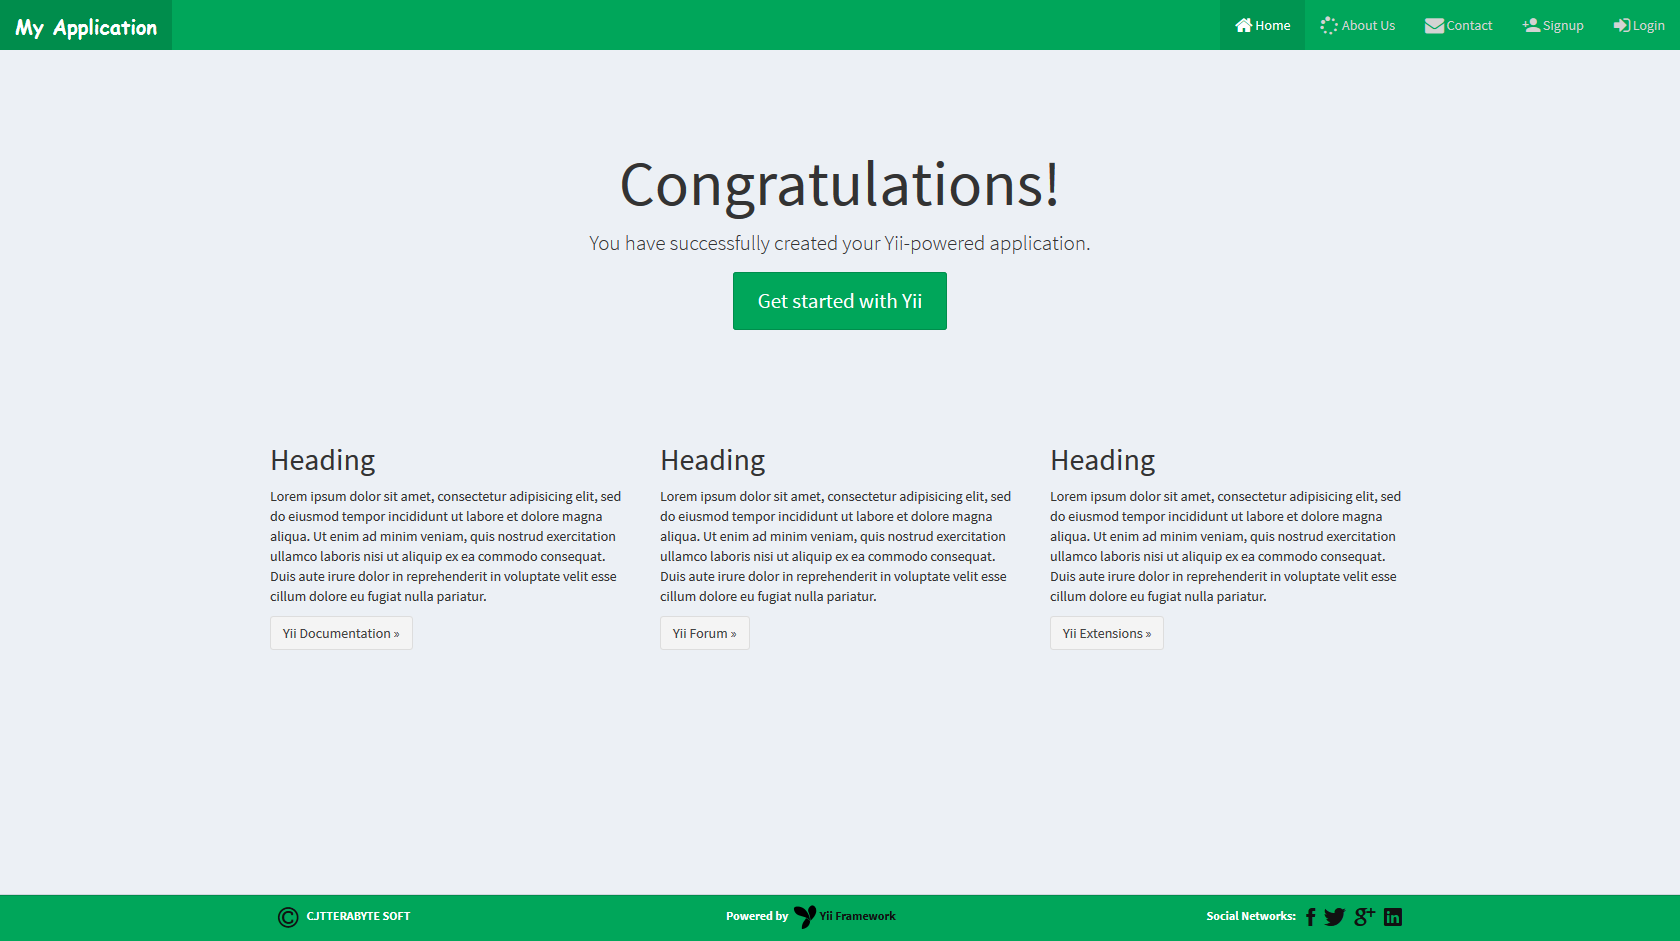 My Application
Home
About Us
Contact
Signup
Login
Congratulations!
You have successfully created your Yii-powered application.
Get started with Yii
Heading
Lorem ipsum dolor sit amet, consectetur adipisicing elit, sed
do eiusmod tempor incididunt ut labore et dolore magna
aliqua. Ut enim ad minim veniam, quis nostrud exercitation
ullamco laboris nisi ut aliquip ex ea commodo consequat.
Duis aute irure dolor in reprehenderit in voluptate velit esse
cillum dolore eu fugiat nulla pariatur.
Yii Documentation »
Heading
Lorem ipsum dolor sit amet, consectetur adipisicing elit, sed
do eiusmod tempor incididunt ut labore et dolore magna
aliqua. Ut enim ad minim veniam, quis nostrud exercitation
ullamco laboris nisi ut aliquip ex ea commodo consequat.
Duis aute irure dolor in reprehenderit in voluptate velit esse
cillum dolore eu fugiat nulla pariatur.
Yii Forum »
Heading
Lorem ipsum dolor sit amet, consectetur adipisicing elit, sed
do eiusmod tempor incididunt ut labore et dolore magna
aliqua. Ut enim ad minim veniam, quis nostrud exercitation
ullamco laboris nisi ut aliquip ex ea commodo consequat.
Duis aute irure dolor in reprehenderit in voluptate velit esse
cillum dolore eu fugiat nulla pariatur.
Yii Extensions »
© CJTTERABYTE SOFT
Powered by Yii Framework
Social Networks: